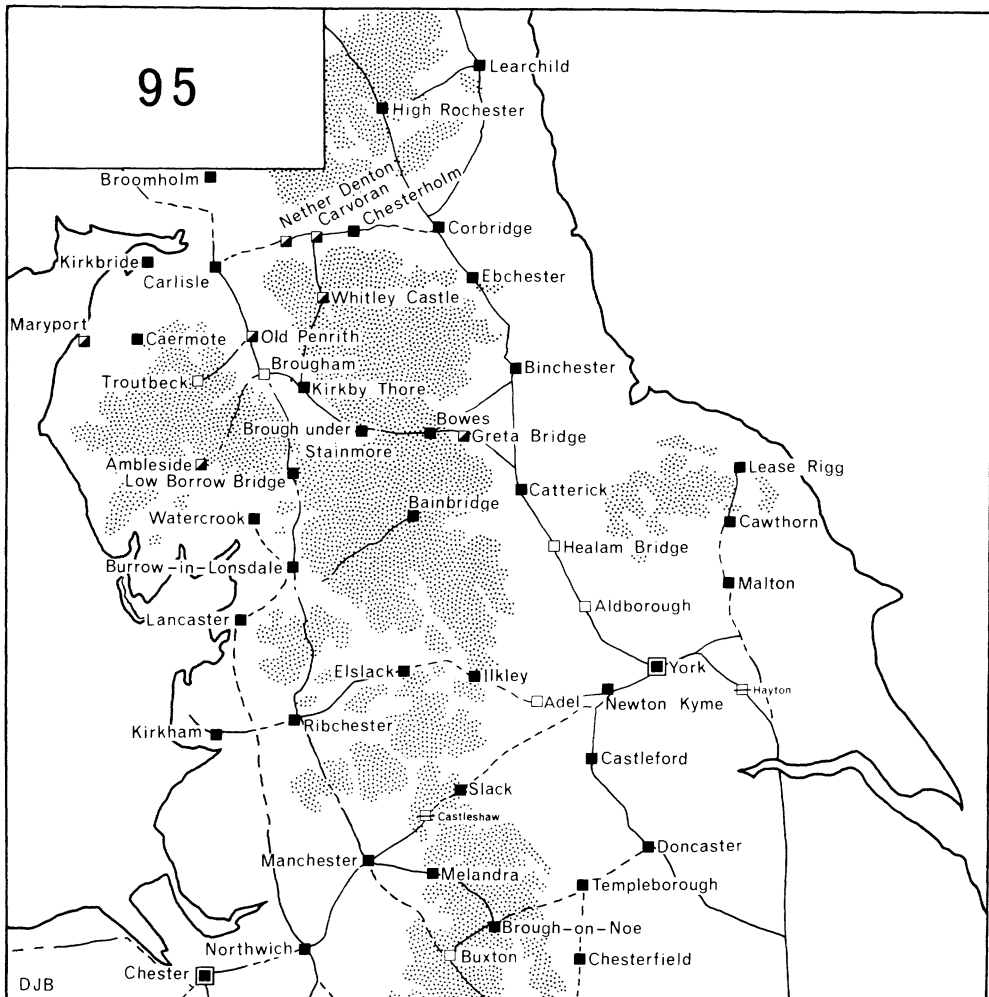 95
Learchild
High Rochester
Broomholm
Nether Denton
Carvoran
Chesterholm
Corbridge
Kirkbride
Carlisle
Ebchester
Whitley Castle
Maryport
Caermote
Old Penrith
Brougham
Troutbeck
Kirkby Thore
Binchester
Bowes
Brough under
Stainmore
Greta Bridge
Ambleside
Low Borrow Bridge
Lease Rigg
Catterick
Bainbridge
Watercrook
Cawthorn
Healam Bridge
Burrow-in-Lonsdale
Malton
Aldborough
Lancaster
York
Elslack
Ilkley
Adel
Newton Kyme
Hayton
Kirkham
Ribchester
Castleford
Slack
Castleshaw
Manchester
Melandra
Doncaster
Templeborough
Brough-on-Noe
Northwich
Buxton
Chesterfield
Chester
DJB